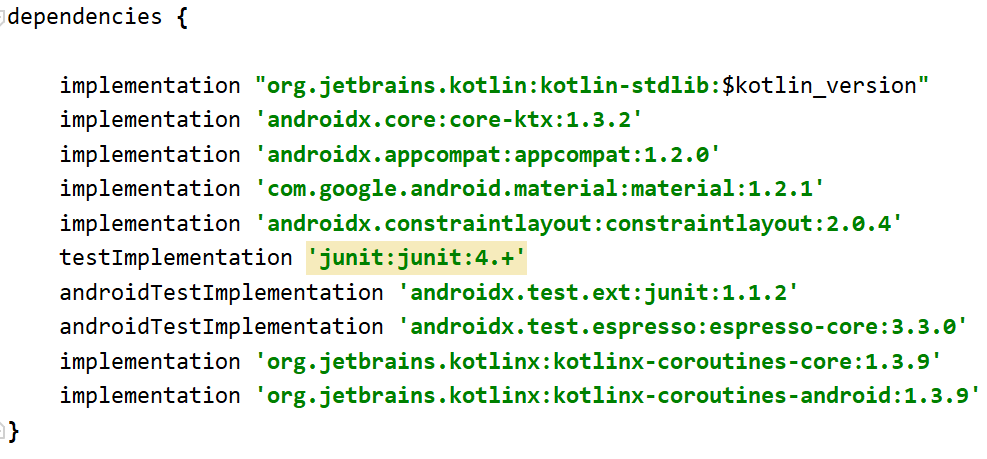 dependencies {
implementation "org.jetbrains.kotlin:kotlin-stdlib:$kotlin_version"
implementation 'androidx.core:core-ktx:1.3.2'
implementation 'androidx.appcompat:appcompat:1.2.0'
implementation 'com.google.android.material:material:1.2.1'
implementation 'androidx.constraintlayout:constraintlayout:2.0.4'
testImplementation 'junit:junit:4.+'
androidTestImplementation 'androidx.test.ext:junit:1.1.2'
androidTestImplementation 'androidx.test.espresso:espresso-core:3.3.0'
implementation 'org.jetbrains.kotlinx:kotlinx-coroutines-core:1.3.9'
implementation 'org.jetbrains.kotlinx:kotlinx-coroutines-android:1.3.9'
}